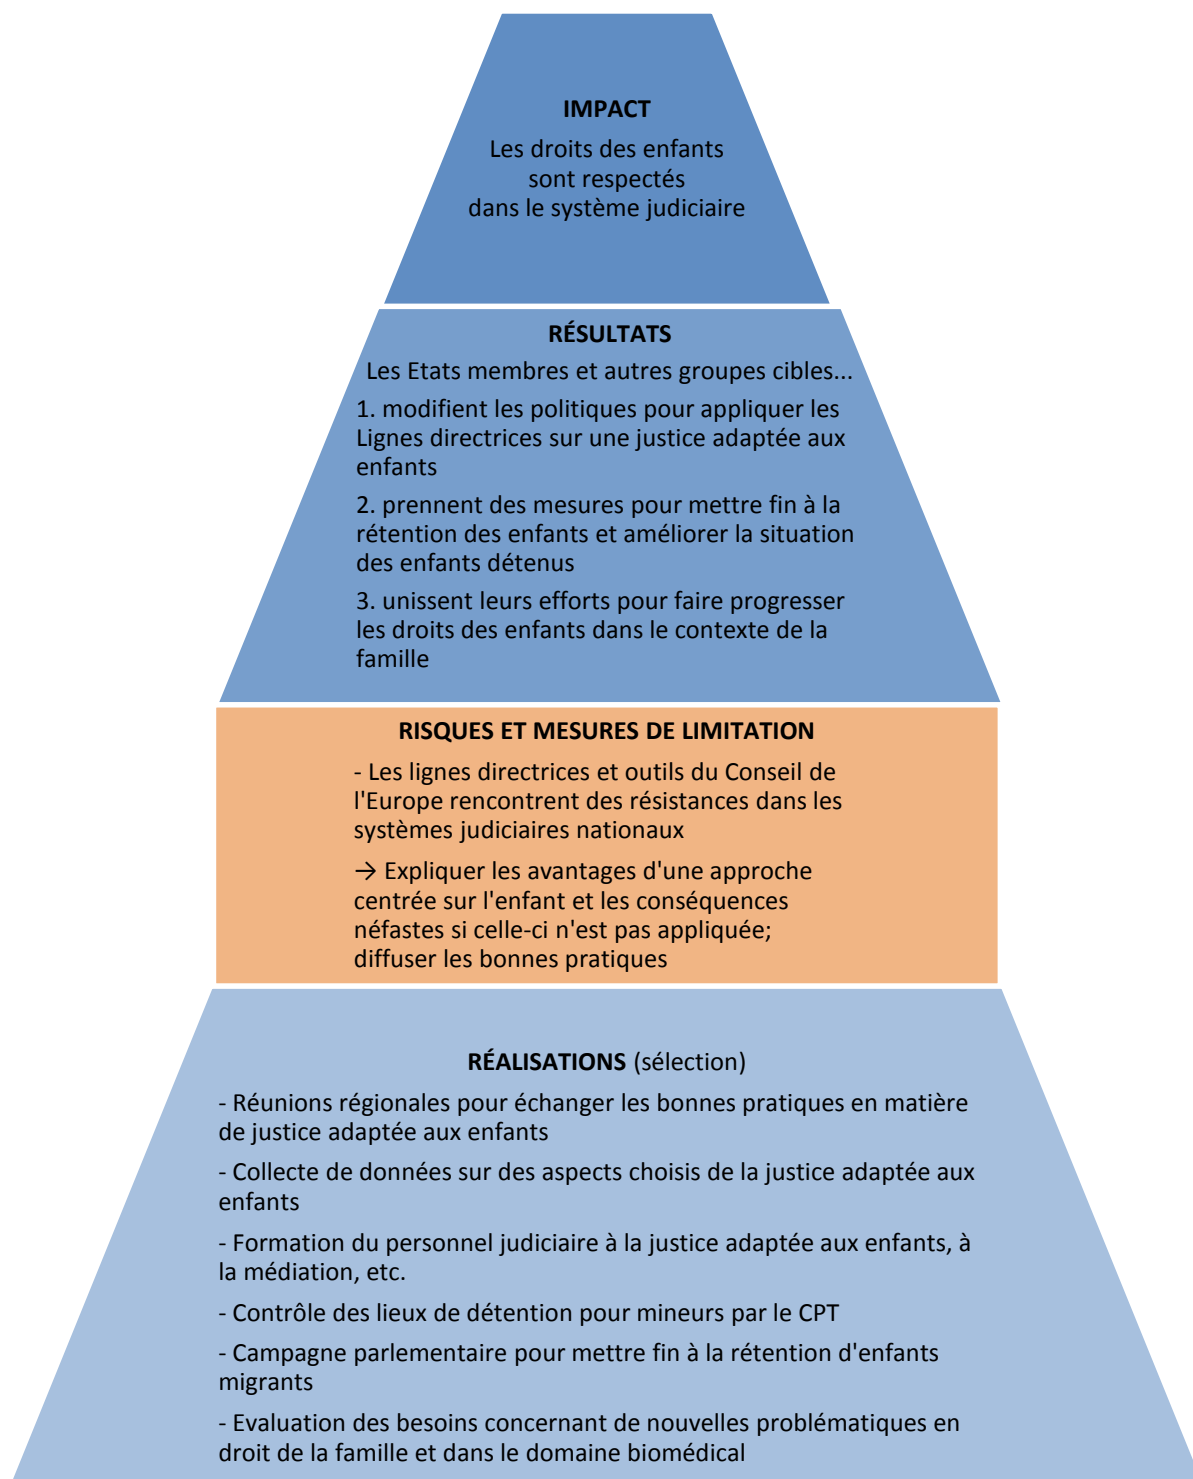 IMPACT
Les droits des enfants
sont respectés
dans le système judiciaire
RÉSULTATS
Les Etats membres et autres groupes cibles...
1. modifient les politiques pour appliquer les
Lignes directrices sur une justice adaptée aux
enfants
2. prennent des mesures pour mettre fin à la
rétention des enfants et améliorer la situation
des enfants détenus
3. unissent leurs efforts pour faire progresser
les droits des enfants dans le contexte de la
famille
RISQUES ET MESURES DE LIMITATION
- Les lignes directrices et outils du Conseil de
l'Europe rencontrent des résistances dans les
systèmes judiciaires nationaux
→ Expliquer les avantages d'une approche
centrée sur l'enfant et les conséquences
néfastes si celle-ci n'est pas appliquée;
diffuser les bonnes pratiques
RÉALISATIONS (sélection)
- Réunions régionales pour échanger les bonnes pratiques en matière
de justice adaptée aux enfants
- Collecte de données sur des aspects choisis de la justice adaptée aux
enfants
- Formation du personnel judiciaire à la justice adaptée aux enfants, à
la médiation, etc.
- Contrôle des lieux de détention pour mineurs par le CPT
- Campagne parlementaire pour mettre fin à la rétention d'enfants
migrants
- Evaluation des besoins concernant de nouvelles problématiques en
droit de la famille et dans le domaine biomédical